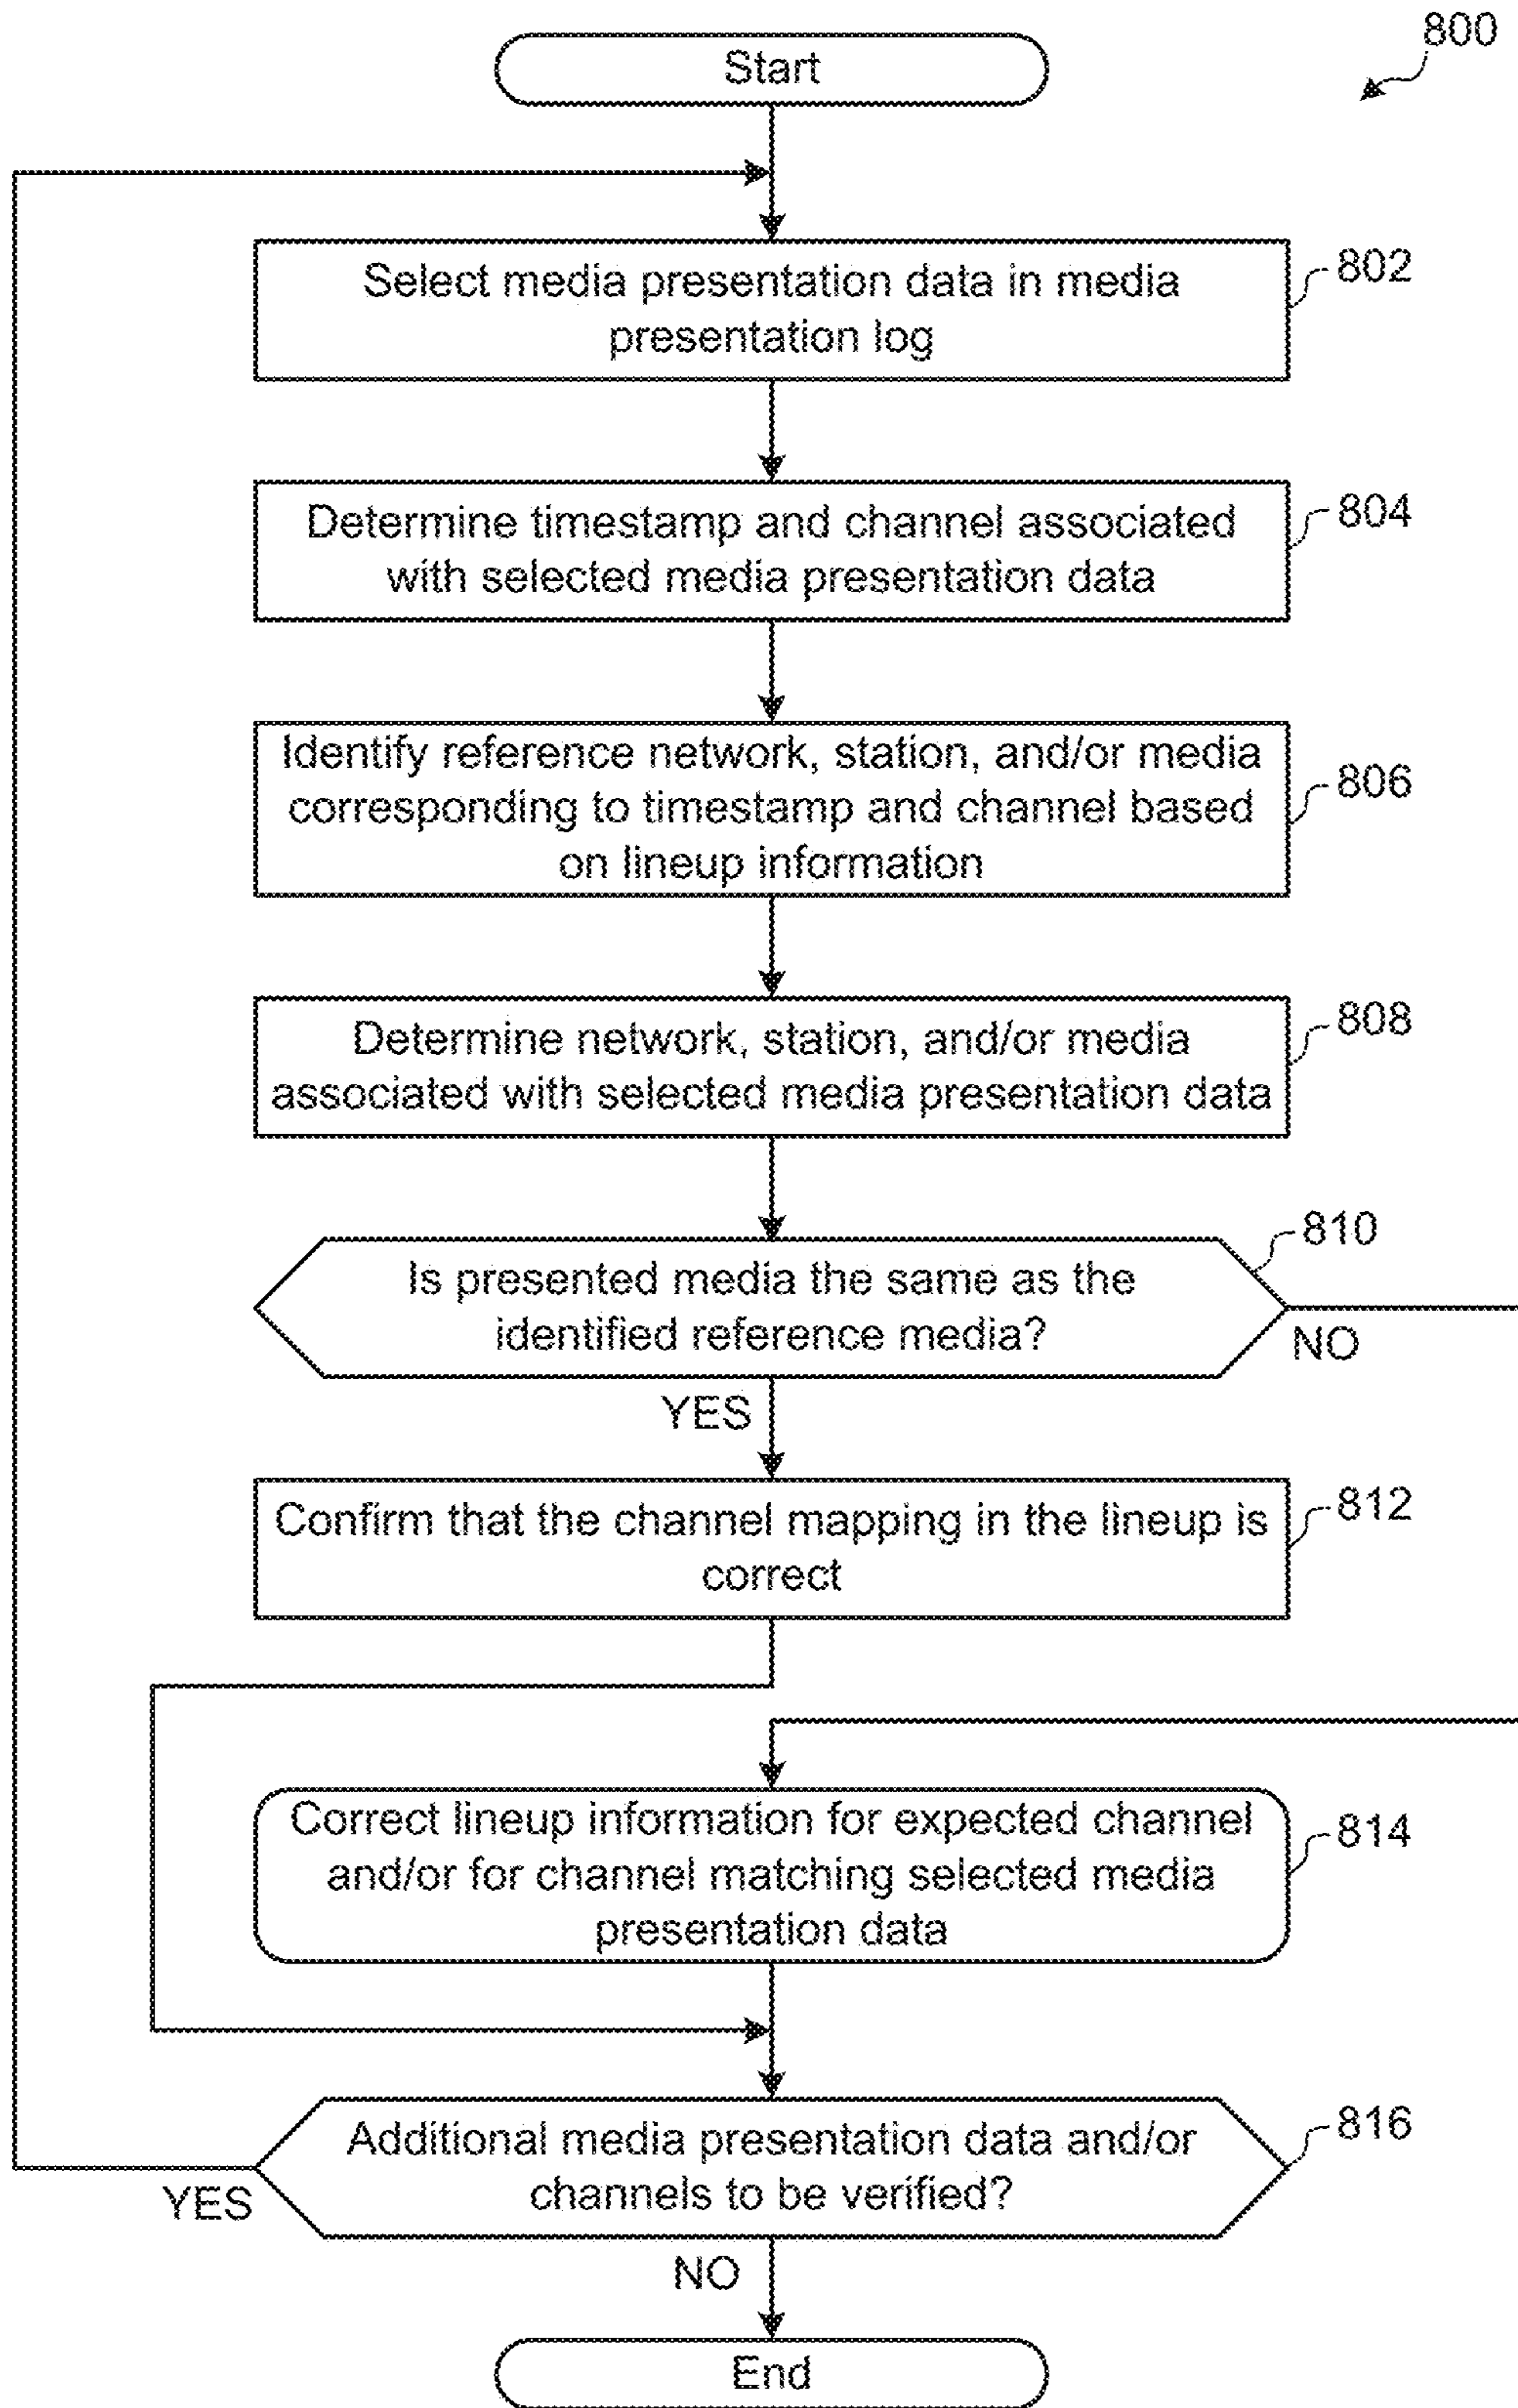 800
Start
Select media presentation data in media
presentation log
802
Determine timestamp and channel associated
with selected media presentation data
804
Identify reference network, station, and/or media
corresponding to timestamp and channel based
on lineup information
806
Determine network, station, and/or media
associated with selected media presentation data
808
810
Is presented media the same as the
identified reference media?
NO
YES
Confirm that the channel mapping in the lineup is
correct
812
Correct lineup information for expected channel
and/or for channel matching selected media
presentation data
814
Additional media presentation data and/or
channels to be verified?
816
YES
NO
End